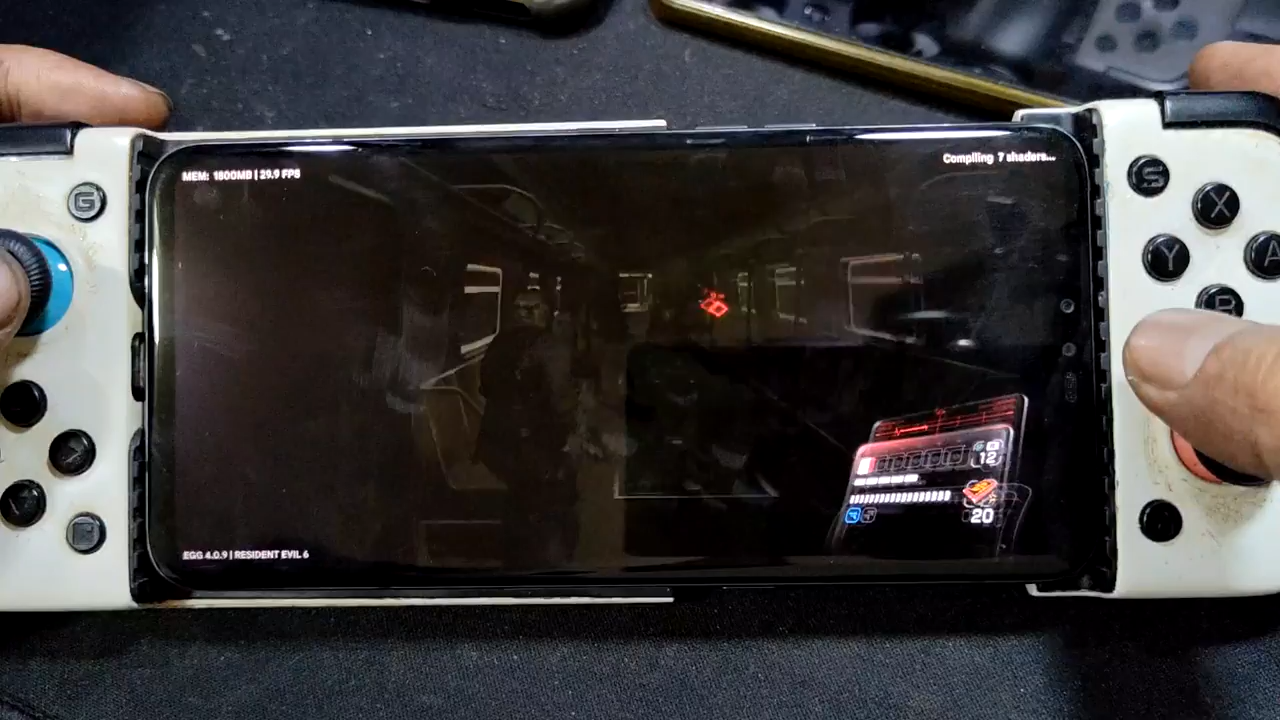 MEM: 1800MB | 29.9 FPS
Compiling 7 shaders...
G
S
X
Y
A
B
12
20
EGG 4.0.9 | RESIDENT EVIL 6